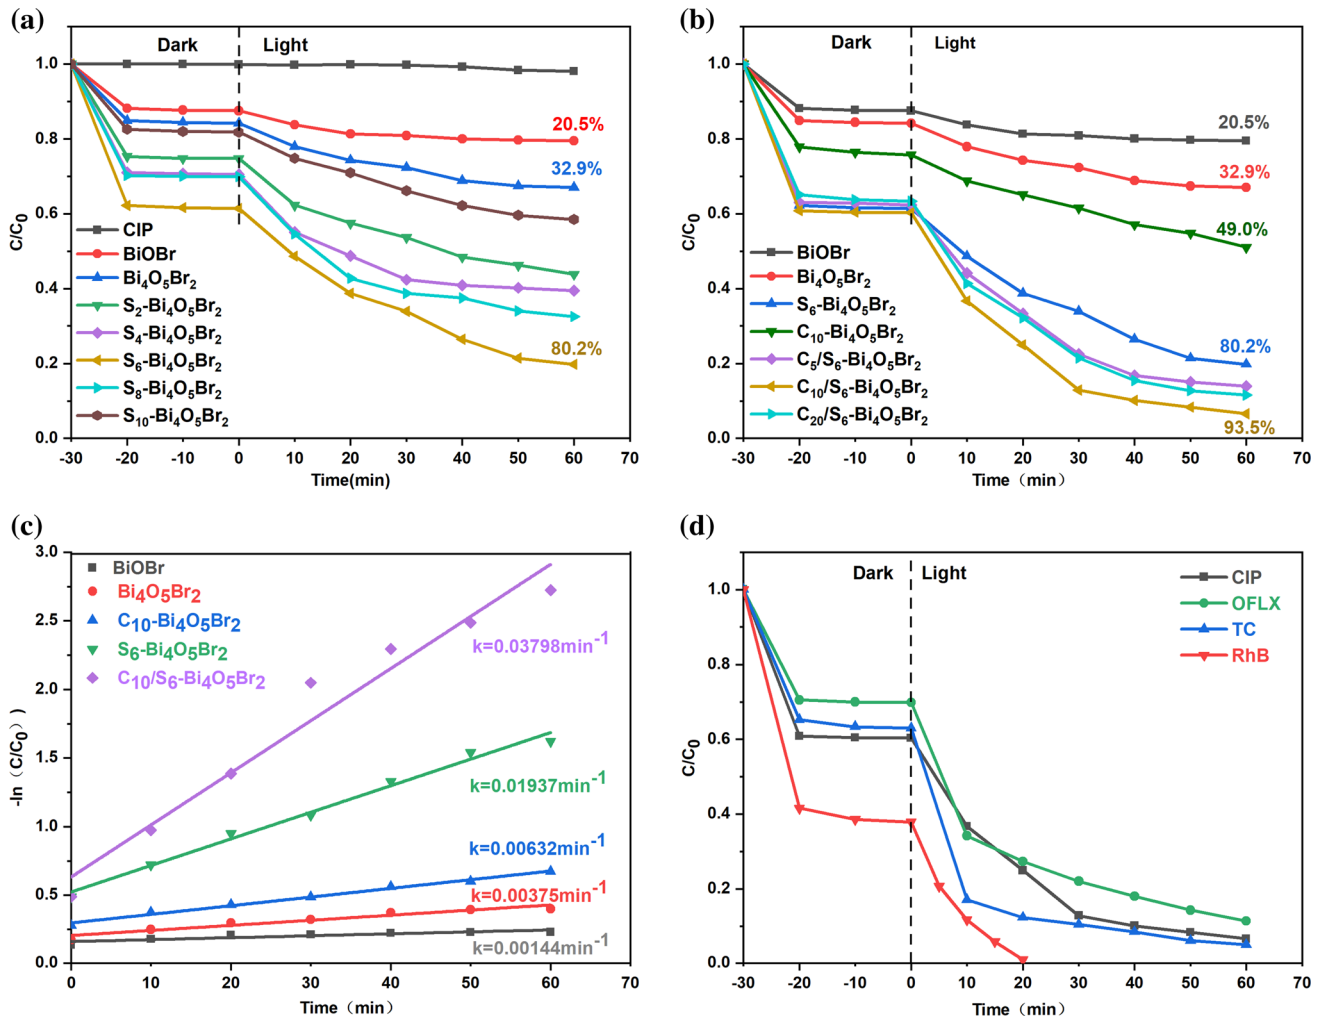 (a)
Dark
Light
C/C₀
1.0
0.8
0.6
0.4
0.2
0.0
20.5%
32.9%
80.2%
CIP
BiOBr
Bi₄O₅Br₂
S₂-Bi₄O₅Br₂
S₄-Bi₄O₅Br₂
S₆-Bi₄O₅Br₂
S₈-Bi₄O₅Br₂
S₁₀-Bi₄O₅Br₂
-30 -20 -10 0 10 20 30 40 50 60 70
Time(min)
(b)
Dark
Light
C/C₀
1.0
0.8
0.6
0.4
0.2
0.0
20.5%
32.9%
49.0%
80.2%
93.5%
BiOBr
Bi₄O₅Br₂
S₆-Bi₄O₅Br₂
C₁₀-Bi₄O₅Br₂
C₅/S₆-Bi₄O₅Br₂
C₁₀/S₆-Bi₄O₅Br₂
C₂₀/S₆-Bi₄O₅Br₂
-30 -20 -10 0 10 20 30 40 50 60 70
Time（min）
(c)
-ln（C/C₀））
3.0
2.5
2.0
1.5
1.0
0.5
0.0
BiOBr
Bi₄O₅Br₂
C₁₀-Bi₄O₅Br₂
S₆-Bi₄O₅Br₂
C₁₀/S₆-Bi₄O₅Br₂
k=0.03798min⁻¹
k=0.01937min⁻¹
k=0.00632min⁻¹
k=0.00375min⁻¹
k=0.00144min⁻¹
0 10 20 30 40 50 60 70
Time（min）
(d)
Dark
Light
C/C₀
1.0
0.8
0.6
0.4
0.2
0.0
CIP
OFLX
TC
RhB
-30 -20 -10 0 10 20 30 40 50 60 70
Time（min）